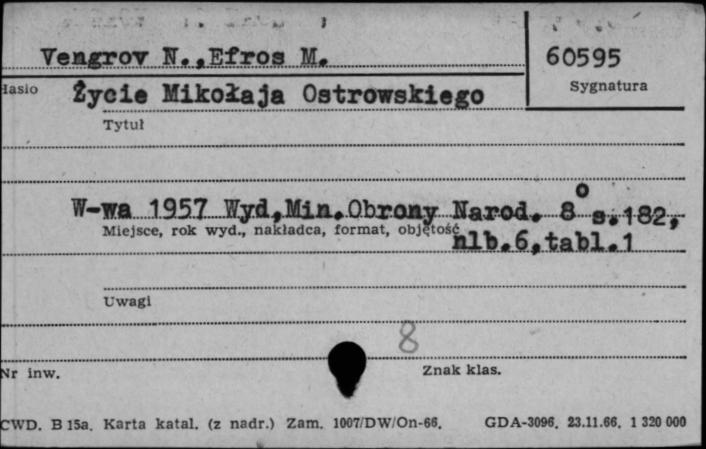 Vengrov N.,Efros M.
60595
Hasło
Życie Mikołaja Ostrowskiego
Sygnatura
Tytuł
W-wa 1957 Wyd,Min.Obrony Narod. 8o s.182,
Miejsce, rok wyd., nakładca, format, objętość
nlb.6,tabl.1
Uwagi
8
Nr inw.
Znak klas.
CWD. B 15a. Karta katal. (z nadr.) Zam. 1007/DW/On-66. GDA-3096. 23.11.66. 1 320 000